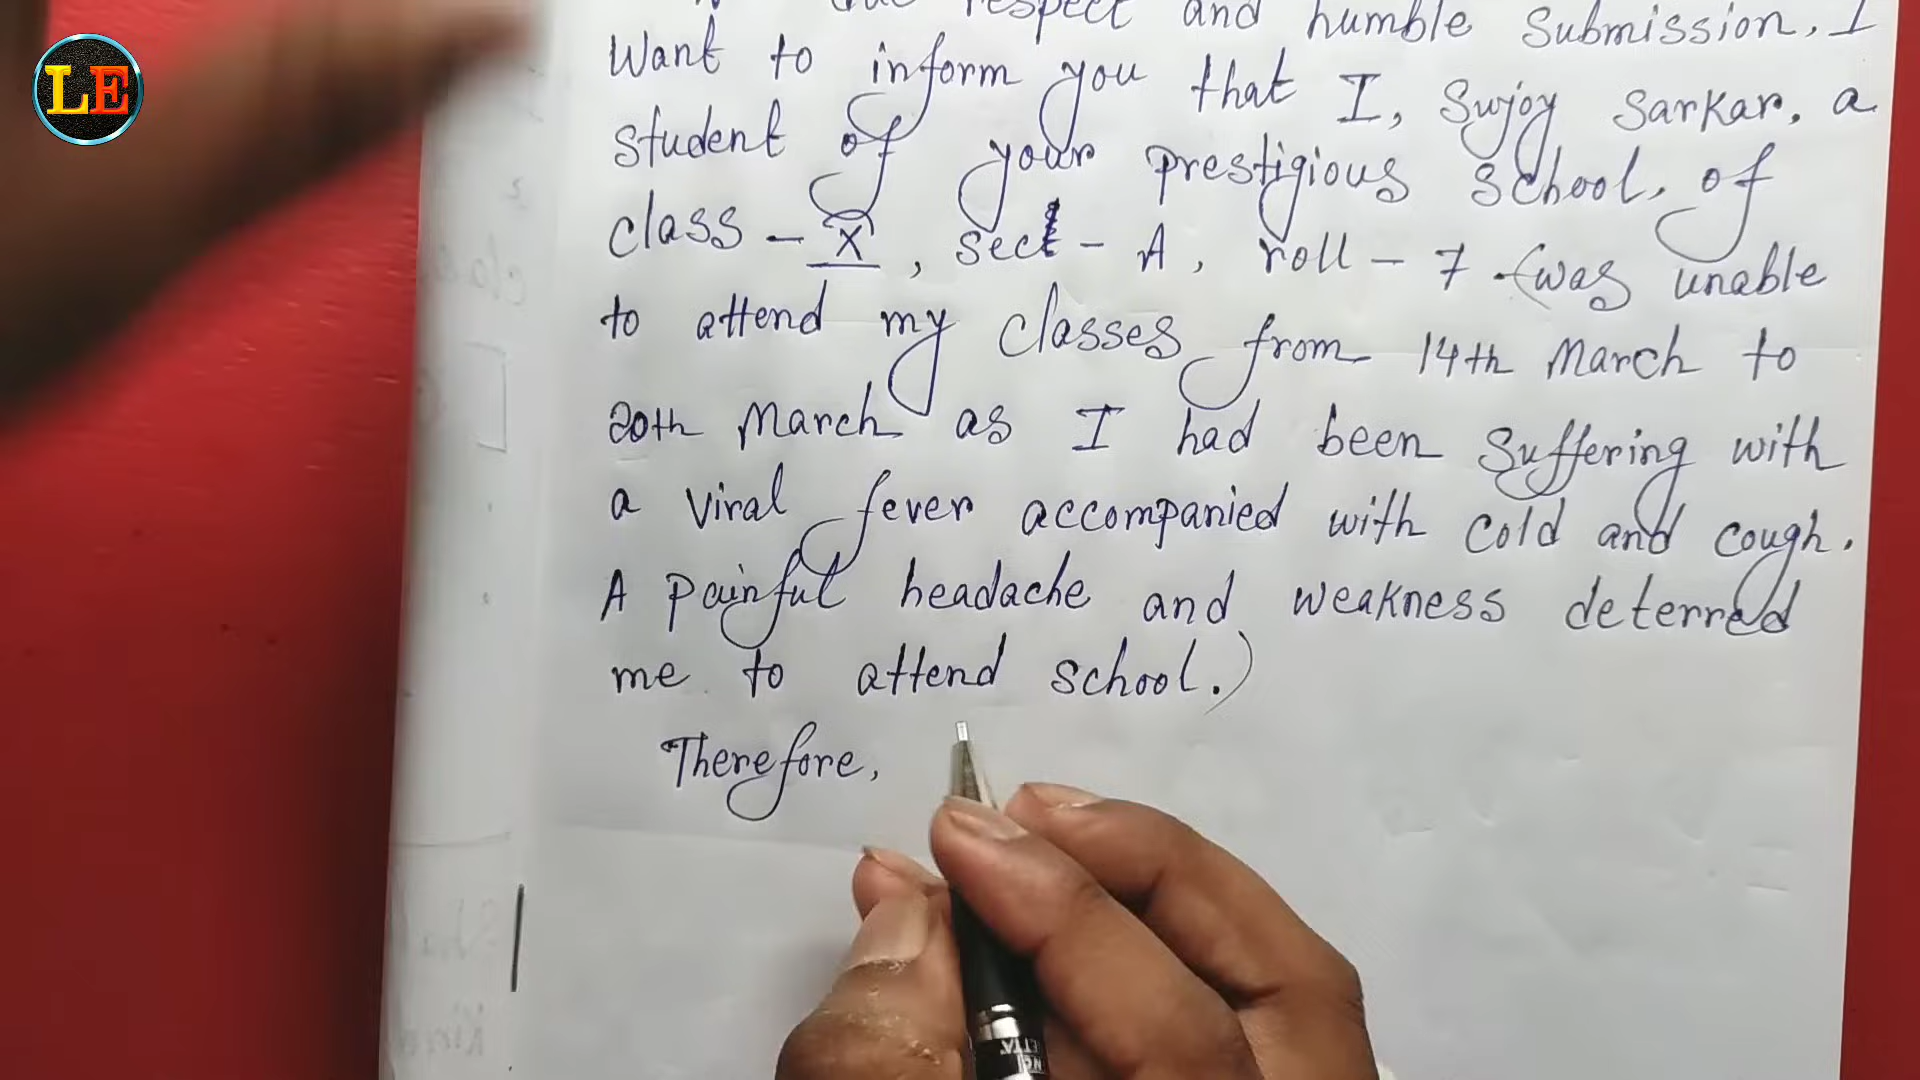 LE
due respect and humble submission, I
want to inform you that I, Sujoy Sarkar, a
student of your prestigious school, of
class - X, sect - A, roll - 7. (was unable
to attend my classes from 14th March to
20th March as I had been suffering with
a viral fever accompanied with cold and cough.
A painful headache and weakness deterred
me to attend school.)
Therefore,